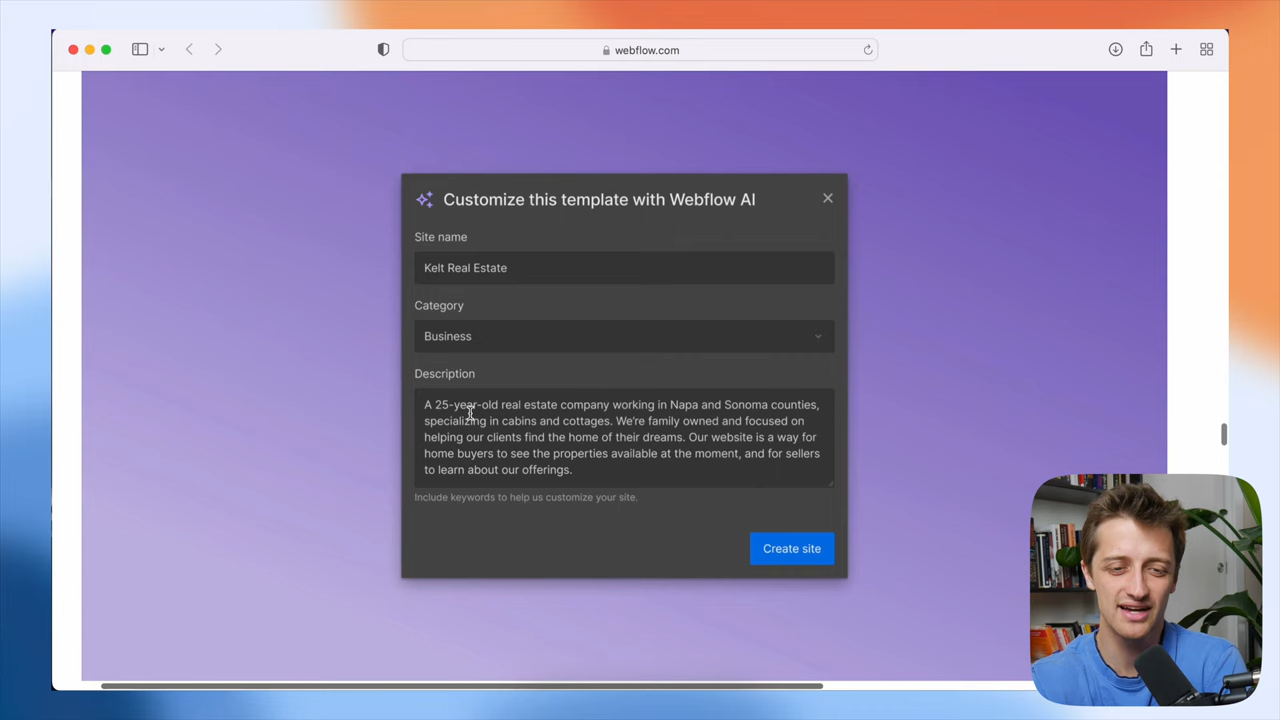 webflow.com
Customize this template with Webflow AI
Site name
Kelt Real Estate
Category
Business
Description
A 25-year-old real estate company working in Napa and Sonoma counties,
specializing in cabins and cottages. We're family owned and focused on
helping our clients find the home of their dreams. Our website is a way for
home buyers to see the properties available at the moment, and for sellers
to learn about our offerings.
Include keywords to help us customize your site.
Create site